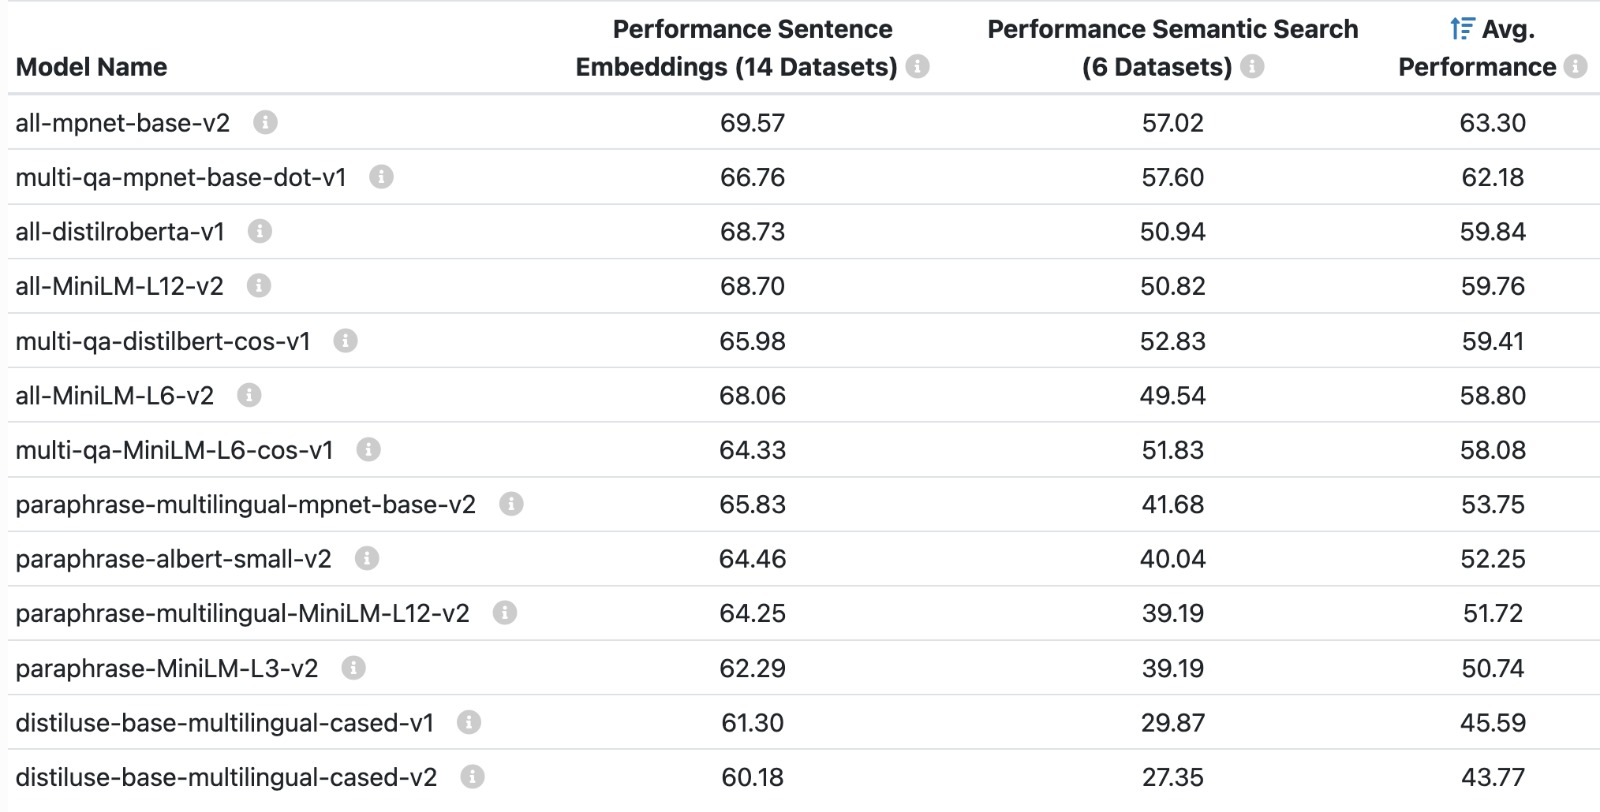 Model Name Performance Sentence Embeddings (14 Datasets) Performance Semantic Search (6 Datasets) Avg. Performance
all-mpnet-base-v2 69.57 57.02 63.30
multi-qa-mpnet-base-dot-v1 66.76 57.60 62.18
all-distilroberta-v1 68.73 50.94 59.84
all-MiniLM-L12-v2 68.70 50.82 59.76
multi-qa-distilbert-cos-v1 65.98 52.83 59.41
all-MiniLM-L6-v2 68.06 49.54 58.80
multi-qa-MiniLM-L6-cos-v1 64.33 51.83 58.08
paraphrase-multilingual-mpnet-base-v2 65.83 41.68 53.75
paraphrase-albert-small-v2 64.46 40.04 52.25
paraphrase-multilingual-MiniLM-L12-v2 64.25 39.19 51.72
paraphrase-MiniLM-L3-v2 62.29 39.19 50.74
distiluse-base-multilingual-cased-v1 61.30 29.87 45.59
distiluse-base-multilingual-cased-v2 60.18 27.35 43.77